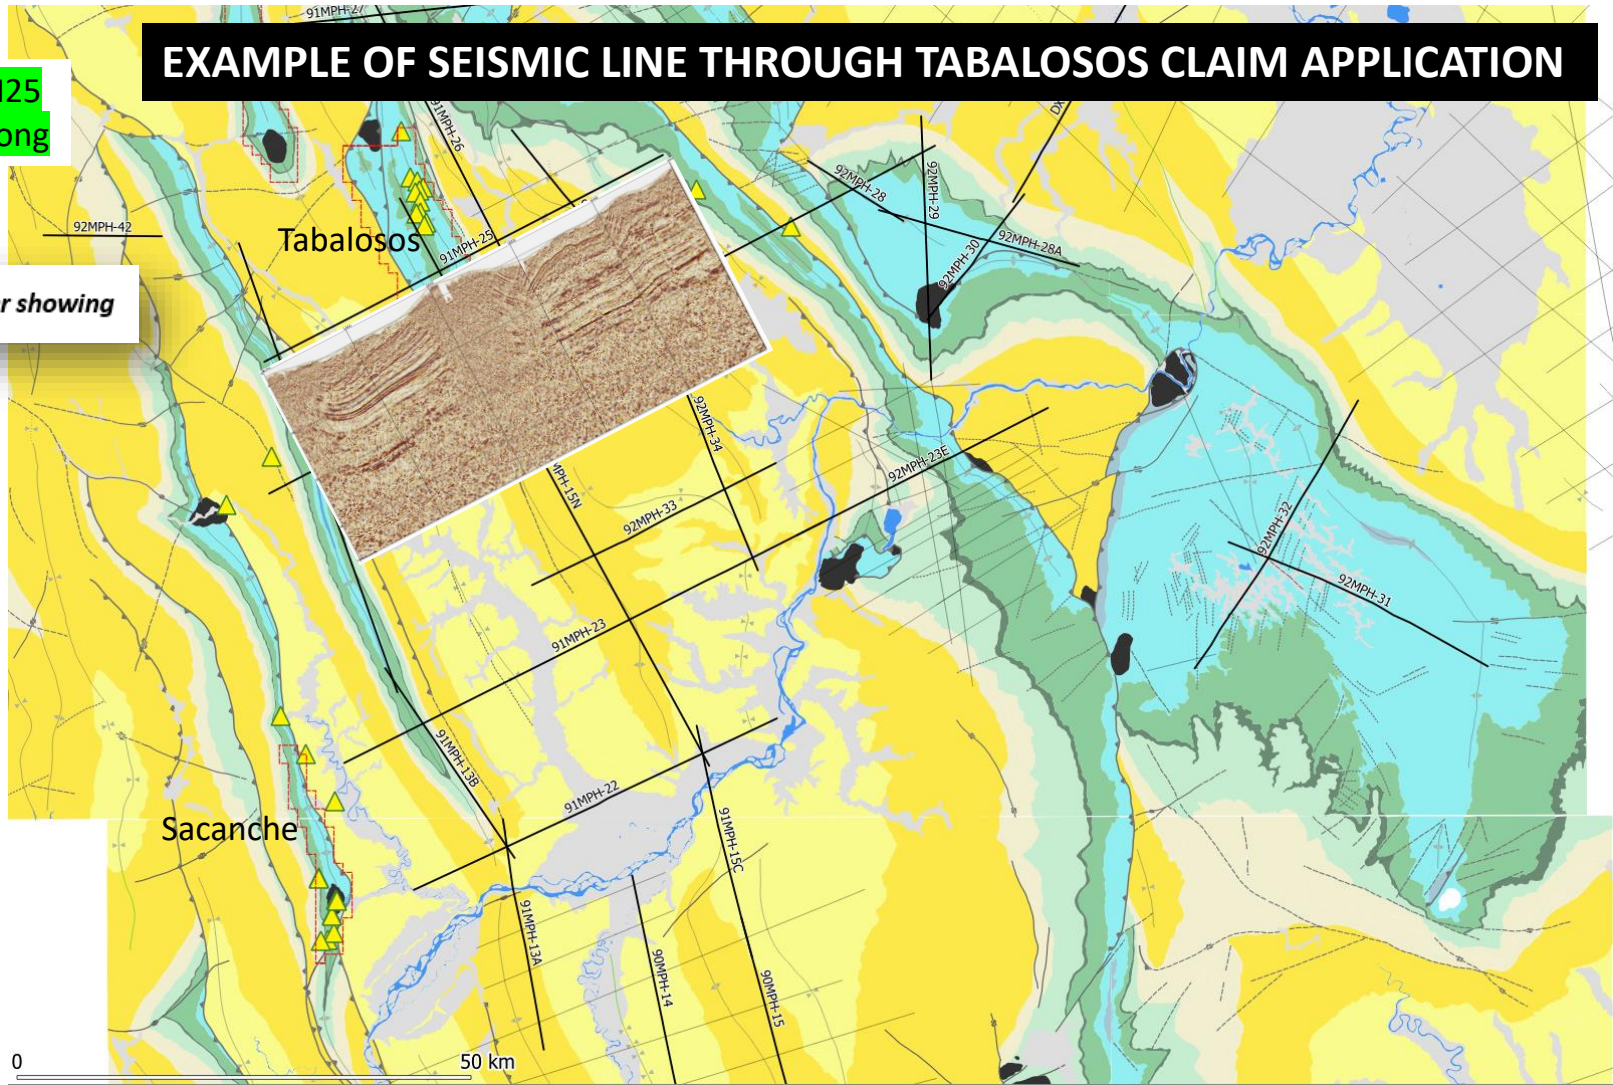 91MPH-27
EXAMPLE OF SEISMIC LINE THROUGH TABALOSOS CLAIM APPLICATION
125
ong
91MPH-26
92MPH-28
92MPH-29
92MPH-42
Tabalosos
91MPH-25
92MPH-28A
92MPH-30
r showing
92MPH-34
MPH-15N
92MPH-23E
92MPH-33
92MPH-32
92MPH-31
91MPH-23
91MPH-13B
91MPH-22
Sacanche
91MPH-15C
91MPH-13A
90MPH-14
90MPH-15
0
50 km